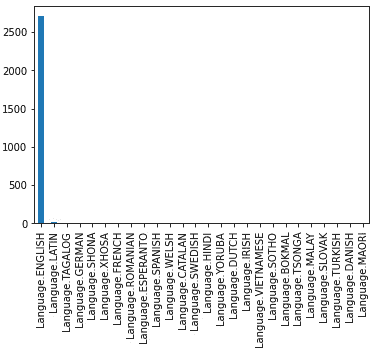 2500
2000
1500
1000
500
0
Language.ENGLISH
Language.LATIN
Language.TAGALOG
Language.GERMAN
Language.SHONA
Language.XHOSA
Language.FRENCH
Language.ROMANIAN
Language.ESPERANTO
Language.SPANISH
Language.WELSH
Language.CATALAN
Language.SWEDISH
Language.HINDI
Language.YORUBA
Language.DUTCH
Language.IRISH
Language.VIETNAMESE
Language.SOTHO
Language.BOKMAL
Language.TSONGA
Language.MALAY
Language.SLOVAK
Language.TURKISH
Language.DANISH
Language.MAORI